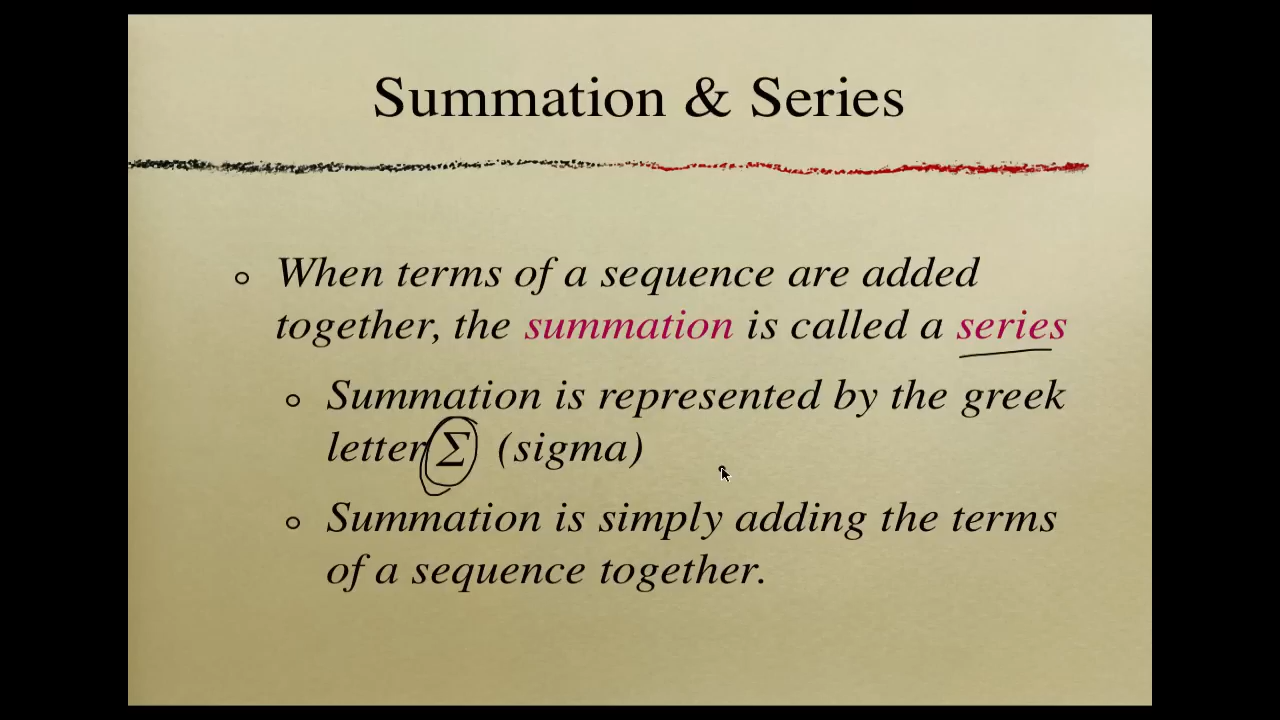 Summation & Series
When terms of a sequence are added
together, the summation is called a series
Summation is represented by the greek
letter Σ (sigma)
Summation is simply adding the terms
of a sequence together.